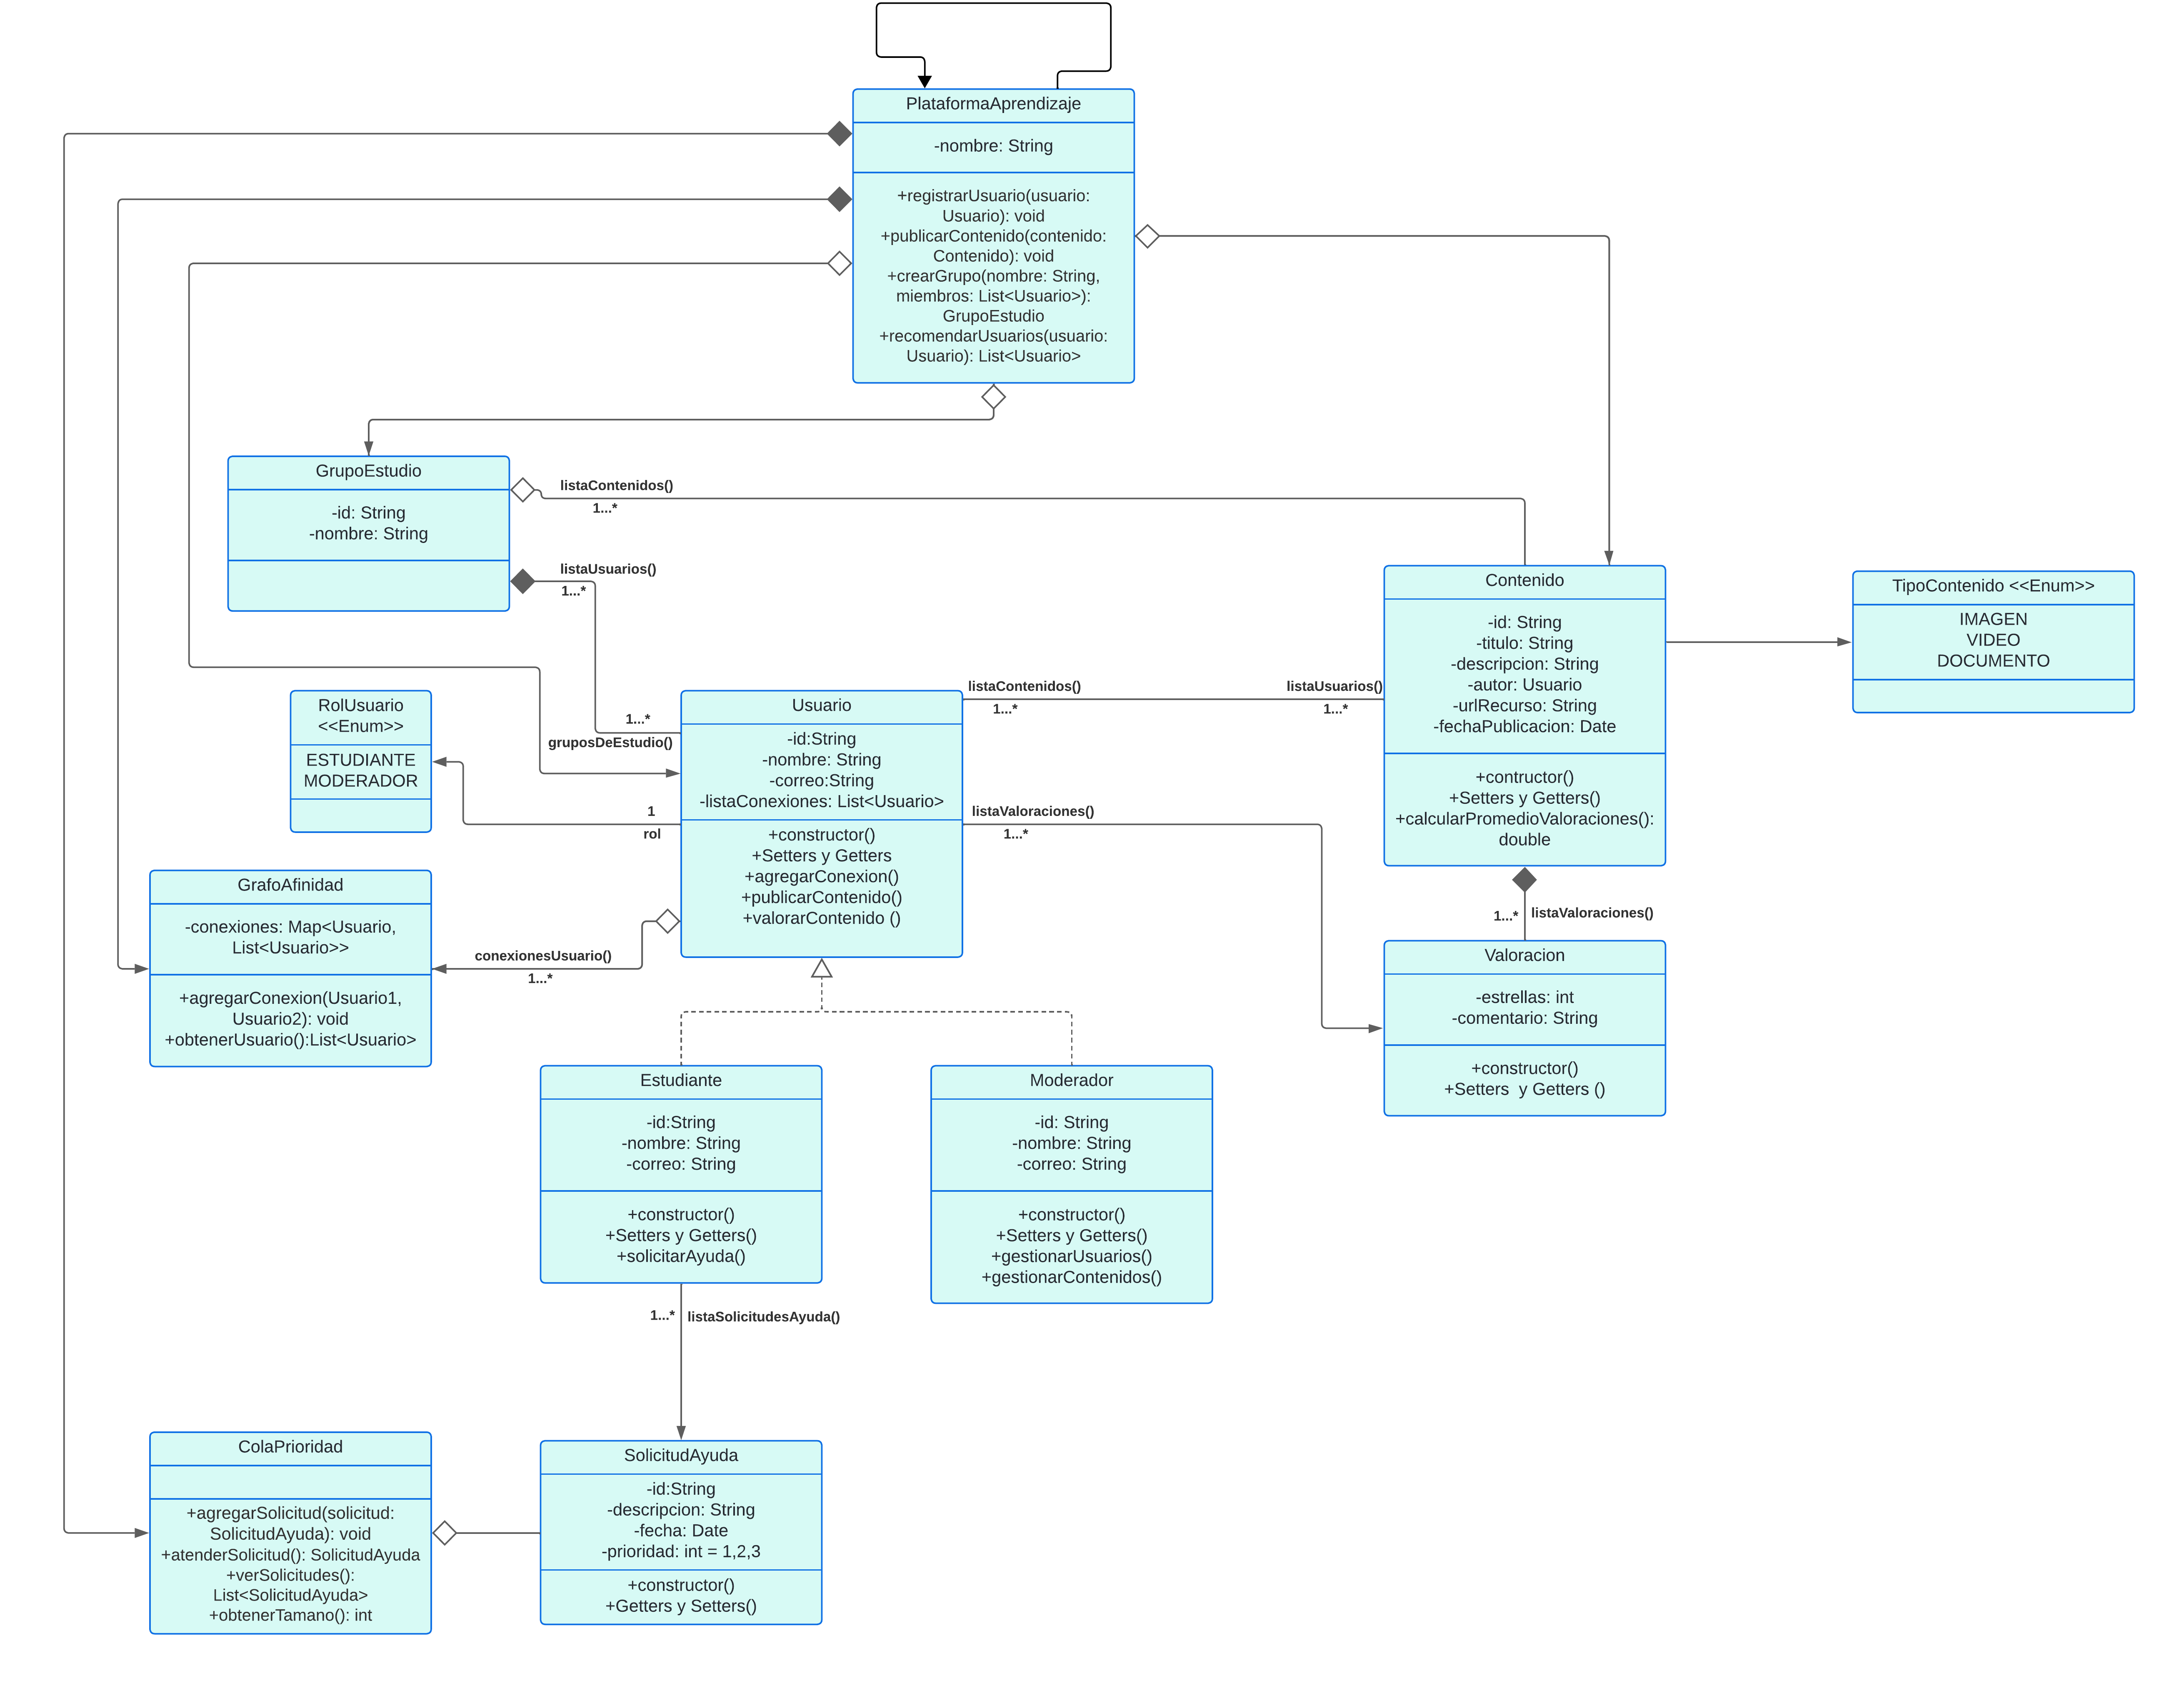 PlataformaAprendizaje
-nombre: String
+registrarUsuario(usuario:
Usuario): void
+publicarContenido(contenido:
Contenido): void
+crearGrupo(nombre: String,
miembros: List<Usuario>):
GrupoEstudio
+recomendarUsuarios(usuario:
Usuario): List<Usuario>
GrupoEstudio
-id: String
-nombre: String
listaContenidos()
1...*
listaUsuarios()
1...*
1...*
gruposDeEstudio()
Contenido
-id: String
-titulo: String
-descripcion: String
-autor: Usuario
-urlRecurso: String
-fechaPublicacion: Date
+contructor()
+Setters y Getters()
+calcularPromedioValoraciones():
double
TipoContenido <<Enum>>
IMAGEN
VIDEO
DOCUMENTO
RolUsuario
<<Enum>>
ESTUDIANTE
MODERADOR
1
rol
Usuario
-id:String
-nombre: String
-correo:String
-listaConexiones: List<Usuario>
+constructor()
+Setters y Getters
+agregarConexion()
+publicarContenido()
+valorarContenido ()
listaContenidos()
1...*
listaUsuarios()
1...*
listaValoraciones()
1...*
GrafoAfinidad
-conexiones: Map<Usuario,
List<Usuario>>
+agregarConexion(Usuario1,
Usuario2): void
+obtenerUsuario():List<Usuario>
conexionesUsuario()
1...*
1...*
listaValoraciones()
Valoracion
-estrellas: int
-comentario: String
+constructor()
+Setters  y Getters ()
Estudiante
-id:String
-nombre: String
-correo: String
+constructor()
+Setters y Getters()
+solicitarAyuda()
Moderador
-id: String
-nombre: String
-correo: String
+constructor()
+Setters y Getters()
+gestionarUsuarios()
+gestionarContenidos()
1...*
listaSolicitudesAyuda()
ColaPrioridad
+agregarSolicitud(solicitud:
SolicitudAyuda): void
+atenderSolicitud(): SolicitudAyuda
+verSolicitudes():
List<SolicitudAyuda>
+obtenerTamano(): int
SolicitudAyuda
-id:String
-descripcion: String
-fecha: Date
-prioridad: int = 1,2,3
+constructor()
+Getters y Setters()